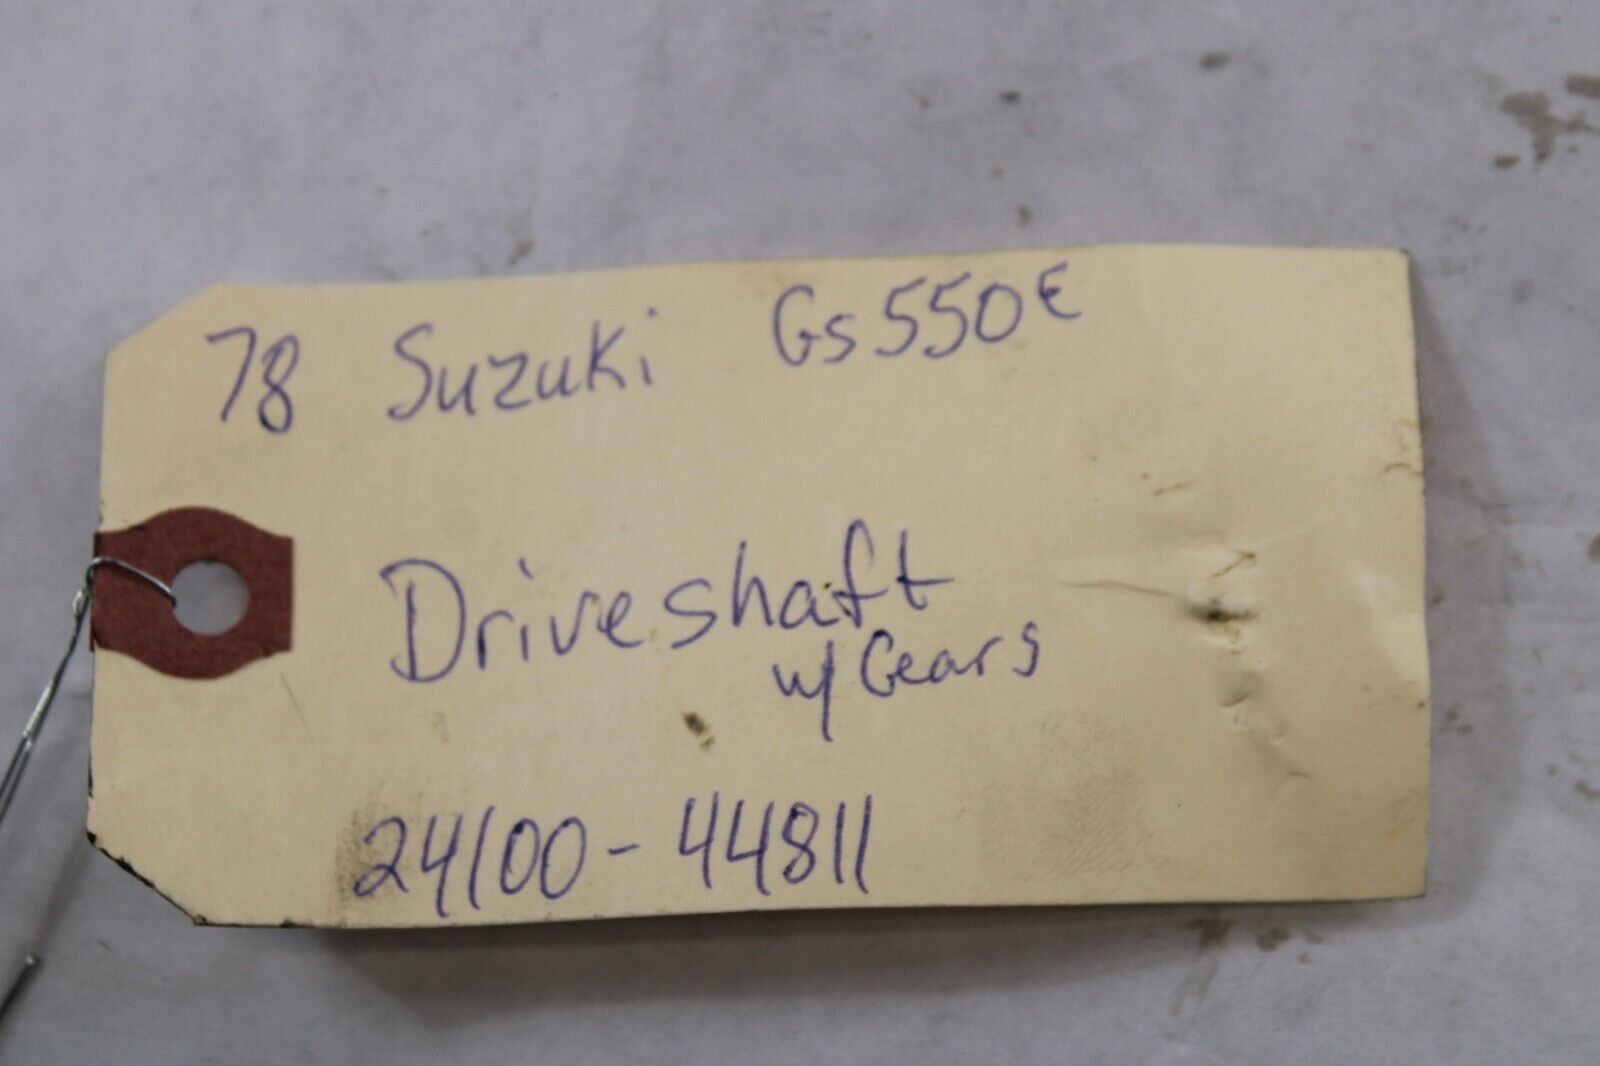 78 Suzuki GS550E
Driveshaft
w/ Gears
24100-44811